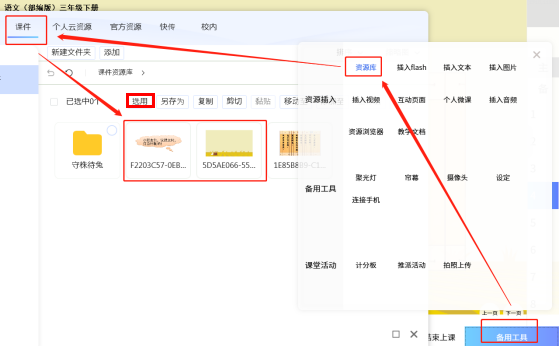 语文（部编版）三年级下册
课件 个人云资源 官方资源 快传 校内
新建文件夹 添加
课件资源库
已选中0个 选用 另存为 复制 剪切 黏贴 移动
守株待兔 F2203C57-0EB... 5D5AE066-55... 1E85B8B9-C1...
资源插入
资源库 插入flash 插入文本 插入图片
插入视频 互动页面 个人微课 插入音频
资源浏览器 教学文档
备用工具
聚光灯 帘幕 摄像头 设定
连接手机
课堂活动
计分板 推派活动 拍照上传
上一页 下一页
结束上课 备用工具